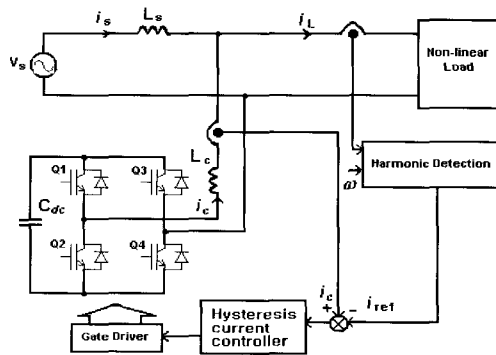 i_s
L_s
i_L
V_s
Non-linear
Load
L_c
Harmonic Detection
ω
Q1
Q3
C_dc
i_c
Q2
Q4
i_c
+
-
i_ref
Hysteresis
current
controller
Gate Driver